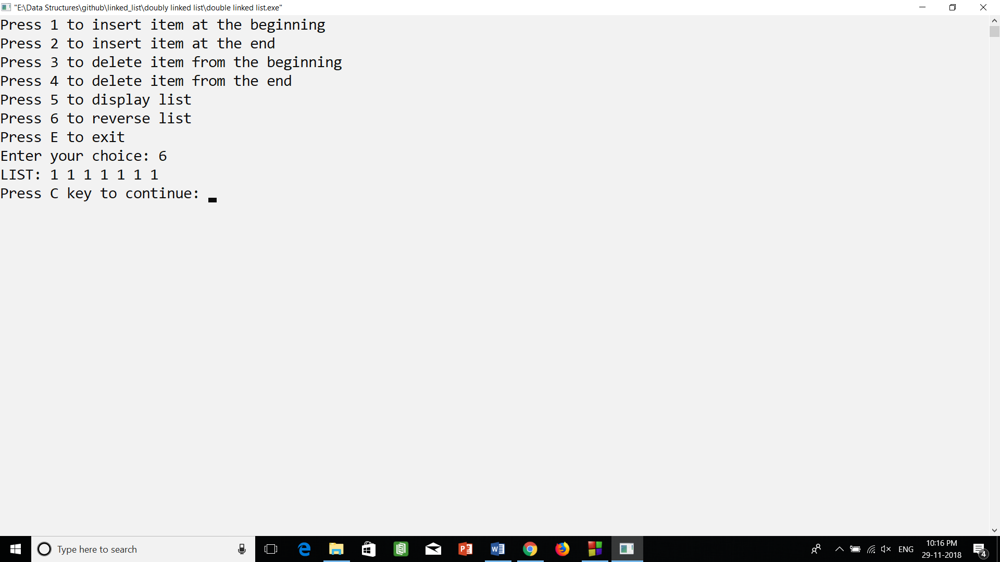 "E:\Data Structures\github\linked_list\doubly linked list\double linked list.exe"
Press 1 to insert item at the beginning
Press 2 to insert item at the end
Press 3 to delete item from the beginning
Press 4 to delete item from the end
Press 5 to display list
Press 6 to reverse list
Press E to exit
Enter your choice: 6
LIST: 1 1 1 1 1 1 1
Press C key to continue:
Type here to search
ENG
10:16 PM
29-11-2018
4